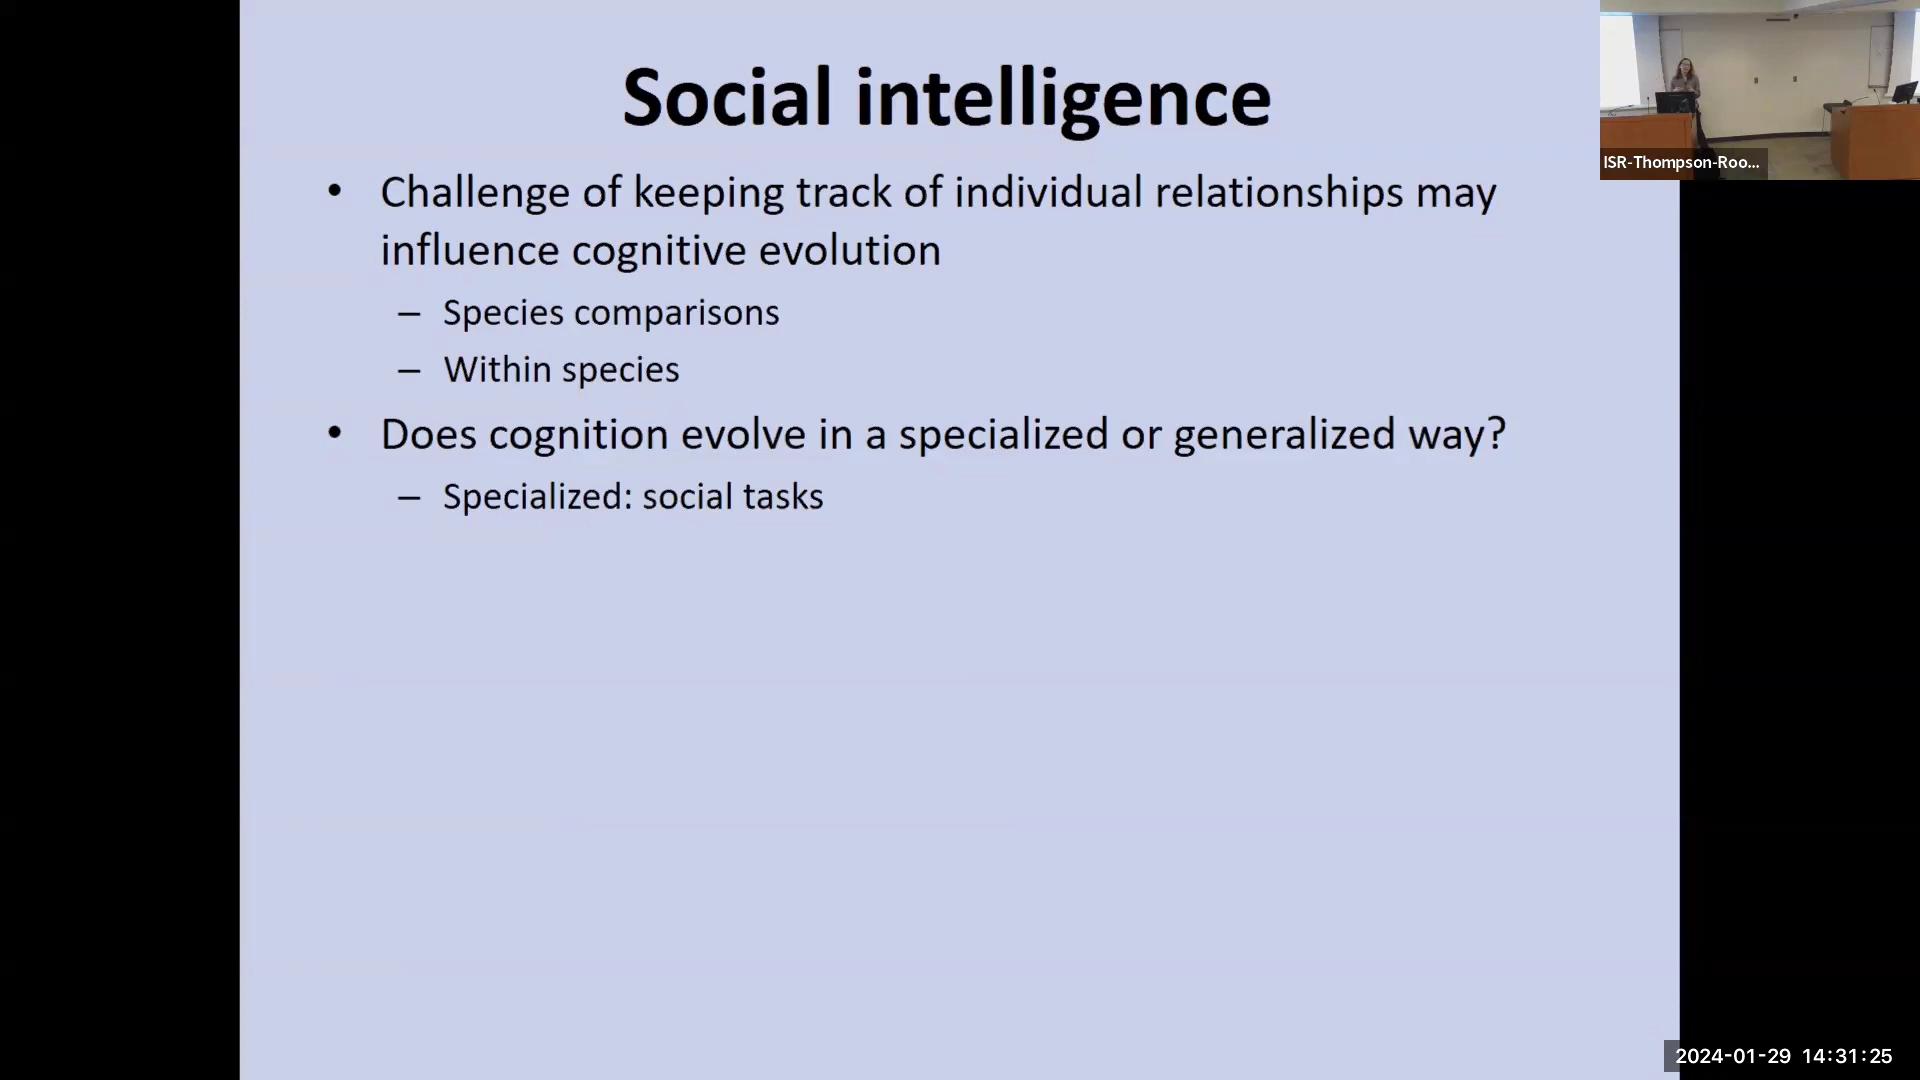 Social intelligence
• Challenge of keeping track of individual relationships may
influence cognitive evolution
– Species comparisons
– Within species
• Does cognition evolve in a specialized or generalized way?
– Specialized: social tasks
ISR-Thompson-Roo...
2024-01-29 14:31:25